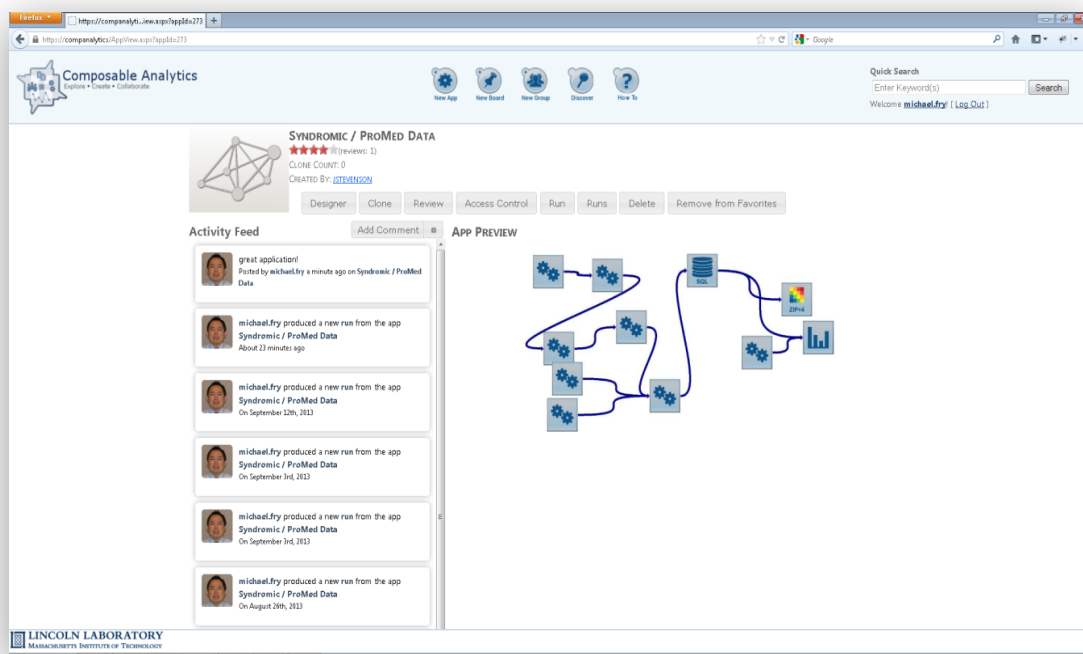 Firefox
https://companalyti...iew.aspx?appId=273
https://companalytics/AppView.aspx?appId=273
Google
Composable Analytics
Explore • Create • Collaborate
New App
New Board
New Group
Discover
How To
Quick Search
Enter Keyword(s)
Search
Welcome michael.fry! [ Log Out ]
SYNDROMIC / PROMED DATA
(reviews: 1)
CLONE COUNT: 0
CREATED BY: JSTEVENSON
Designer
Clone
Review
Access Control
Run
Runs
Delete
Remove from Favorites
Activity Feed
Add Comment
APP PREVIEW
great application!
Posted by michael.fry a minute ago on Syndromic / ProMed
Data
michael.fry produced a new run from the app
Syndromic / ProMed Data
About 23 minutes ago
michael.fry produced a new run from the app
Syndromic / ProMed Data
On September 12th, 2013
michael.fry produced a new run from the app
Syndromic / ProMed Data
On September 3rd, 2013
michael.fry produced a new run from the app
Syndromic / ProMed Data
On September 3rd, 2013
michael.fry produced a new run from the app
Syndromic / ProMed Data
On August 26th, 2013
SQL
ZIP+4
LINCOLN LABORATORY
MASSACHUSETTS INSTITUTE OF TECHNOLOGY